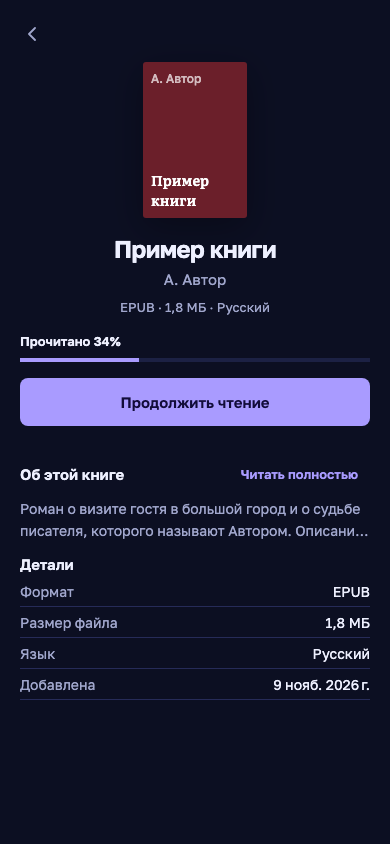 А. Автор
Пример
книги
Пример книги
А. Автор
EPUB · 1,8 МБ · Русский
Прочитано 34%
Продолжить чтение
Об этой книге
Читать полностью
Роман о визите гостя в большой город и о судьбе
писателя, которого называют Автором. Описани...
Детали
Формат EPUB
Размер файла 1,8 МБ
Язык Русский
Добавлена 9 нояб. 2026 г.